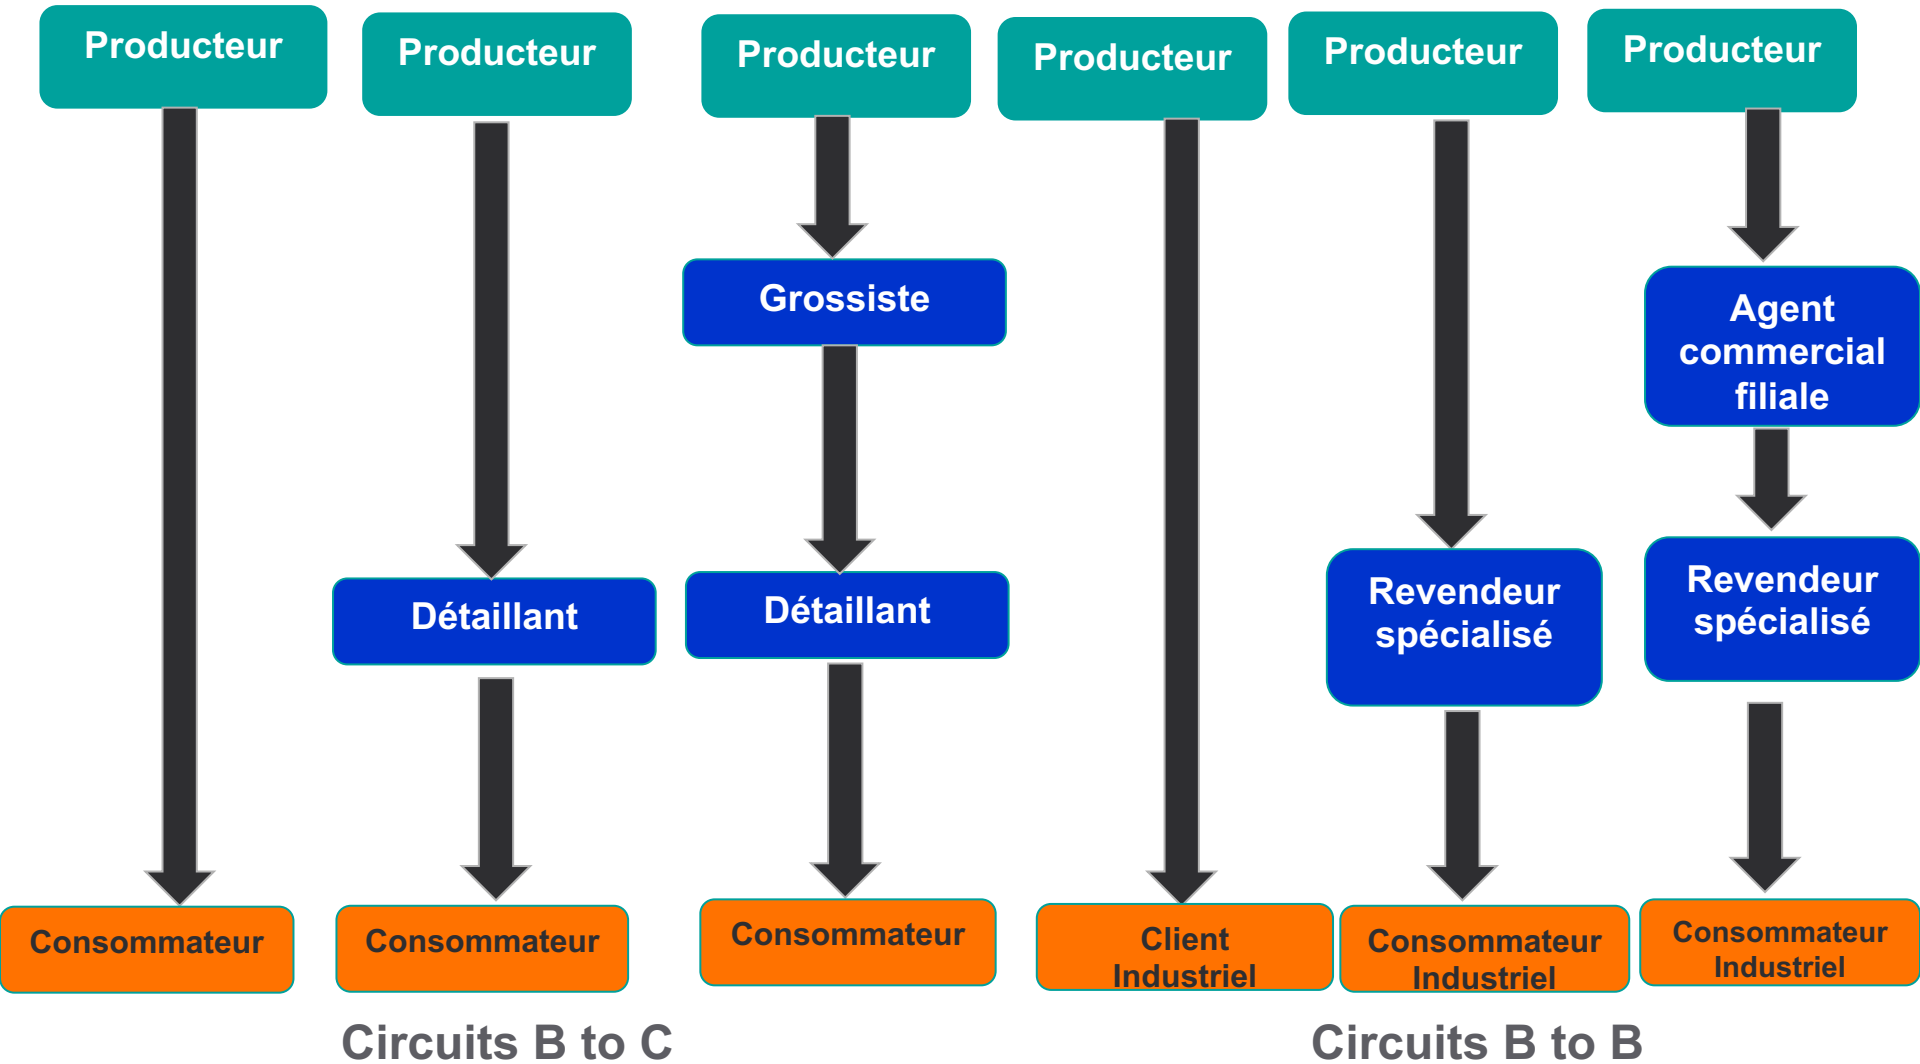 Producteur
Producteur
Producteur
Producteur
Producteur
Producteur
Grossiste
Agent
commercial
filiale
Détaillant
Détaillant
Revendeur
spécialisé
Revendeur
spécialisé
Consommateur
Consommateur
Consommateur
Client
Industriel
Consommateur
Industriel
Consommateur
Industriel
Circuits B to C
Circuits B to B